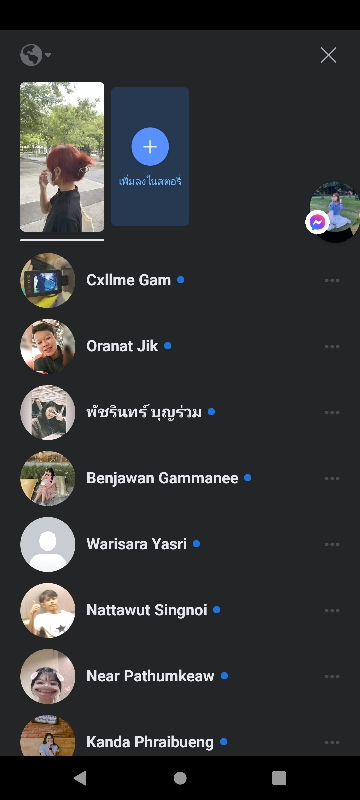 เพิ่มลงในสตอรี่
Cxllme Gam
Oranat Jik
พัชรินทร์ บุญร่วม
Benjawan Gammanee
Warisara Yasri
Nattawut Singnoi
Near Pathumkeaw
Kanda Phraibueng